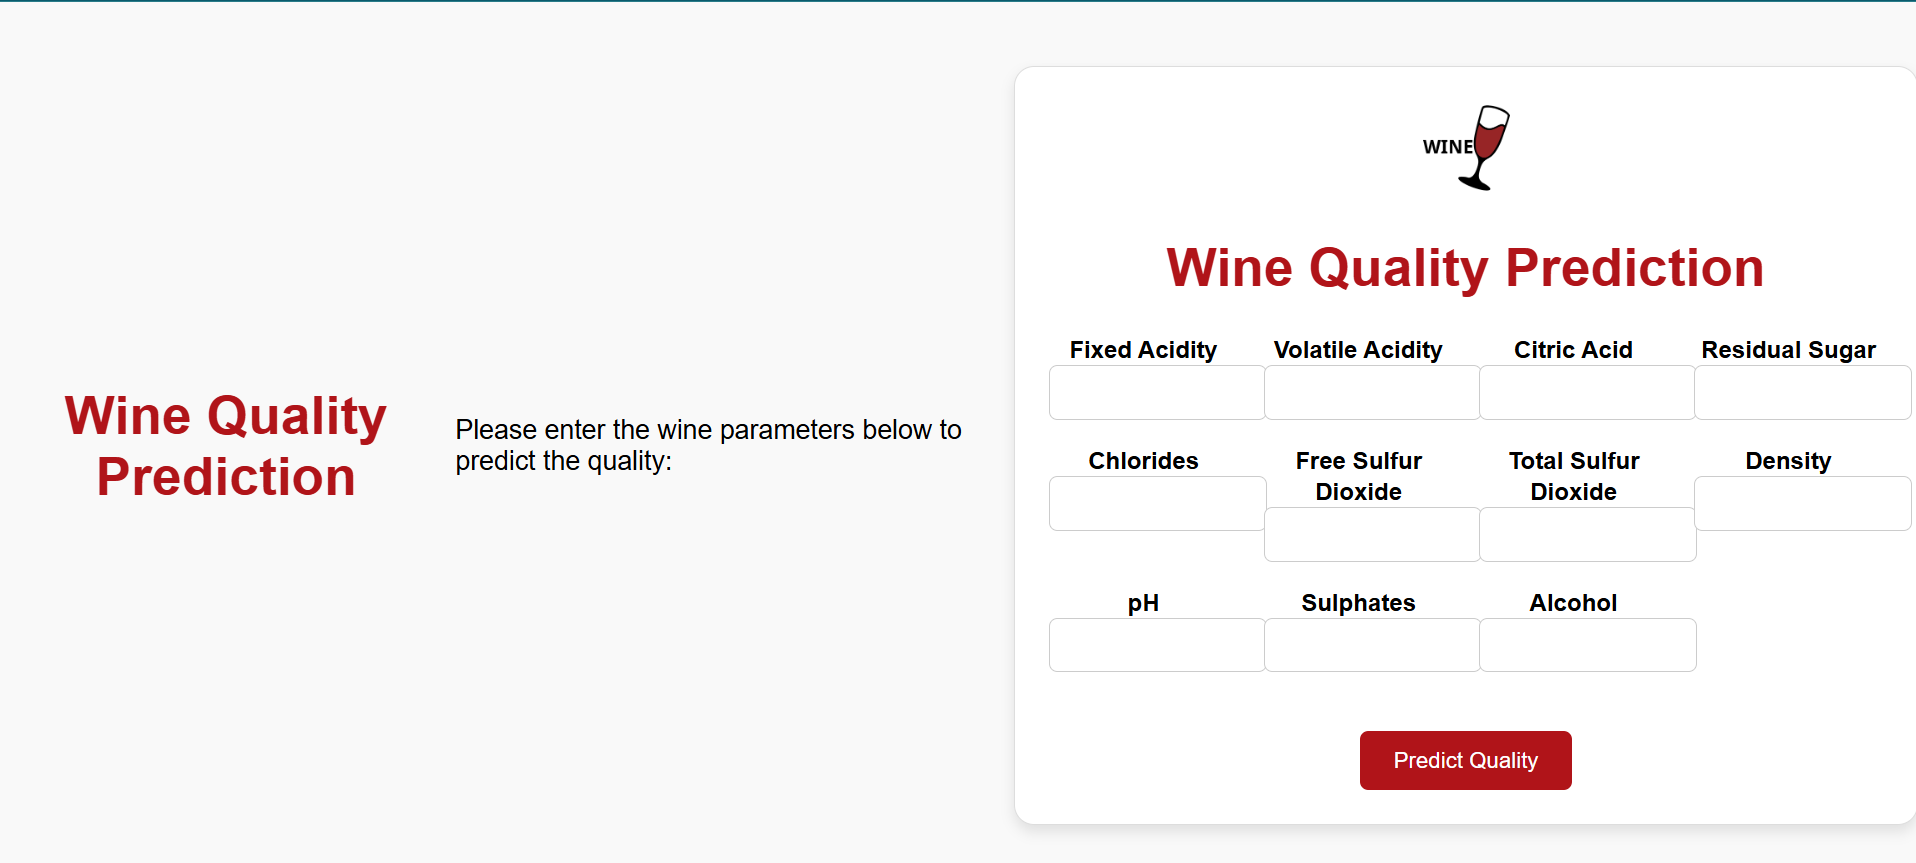 Wine Quality
Prediction
Please enter the wine parameters below to
predict the quality:
WINE
Wine Quality Prediction
Fixed Acidity Volatile Acidity Citric Acid Residual Sugar
Chlorides Free Sulfur Total Sulfur Density
Dioxide Dioxide
pH Sulphates Alcohol
Predict Quality